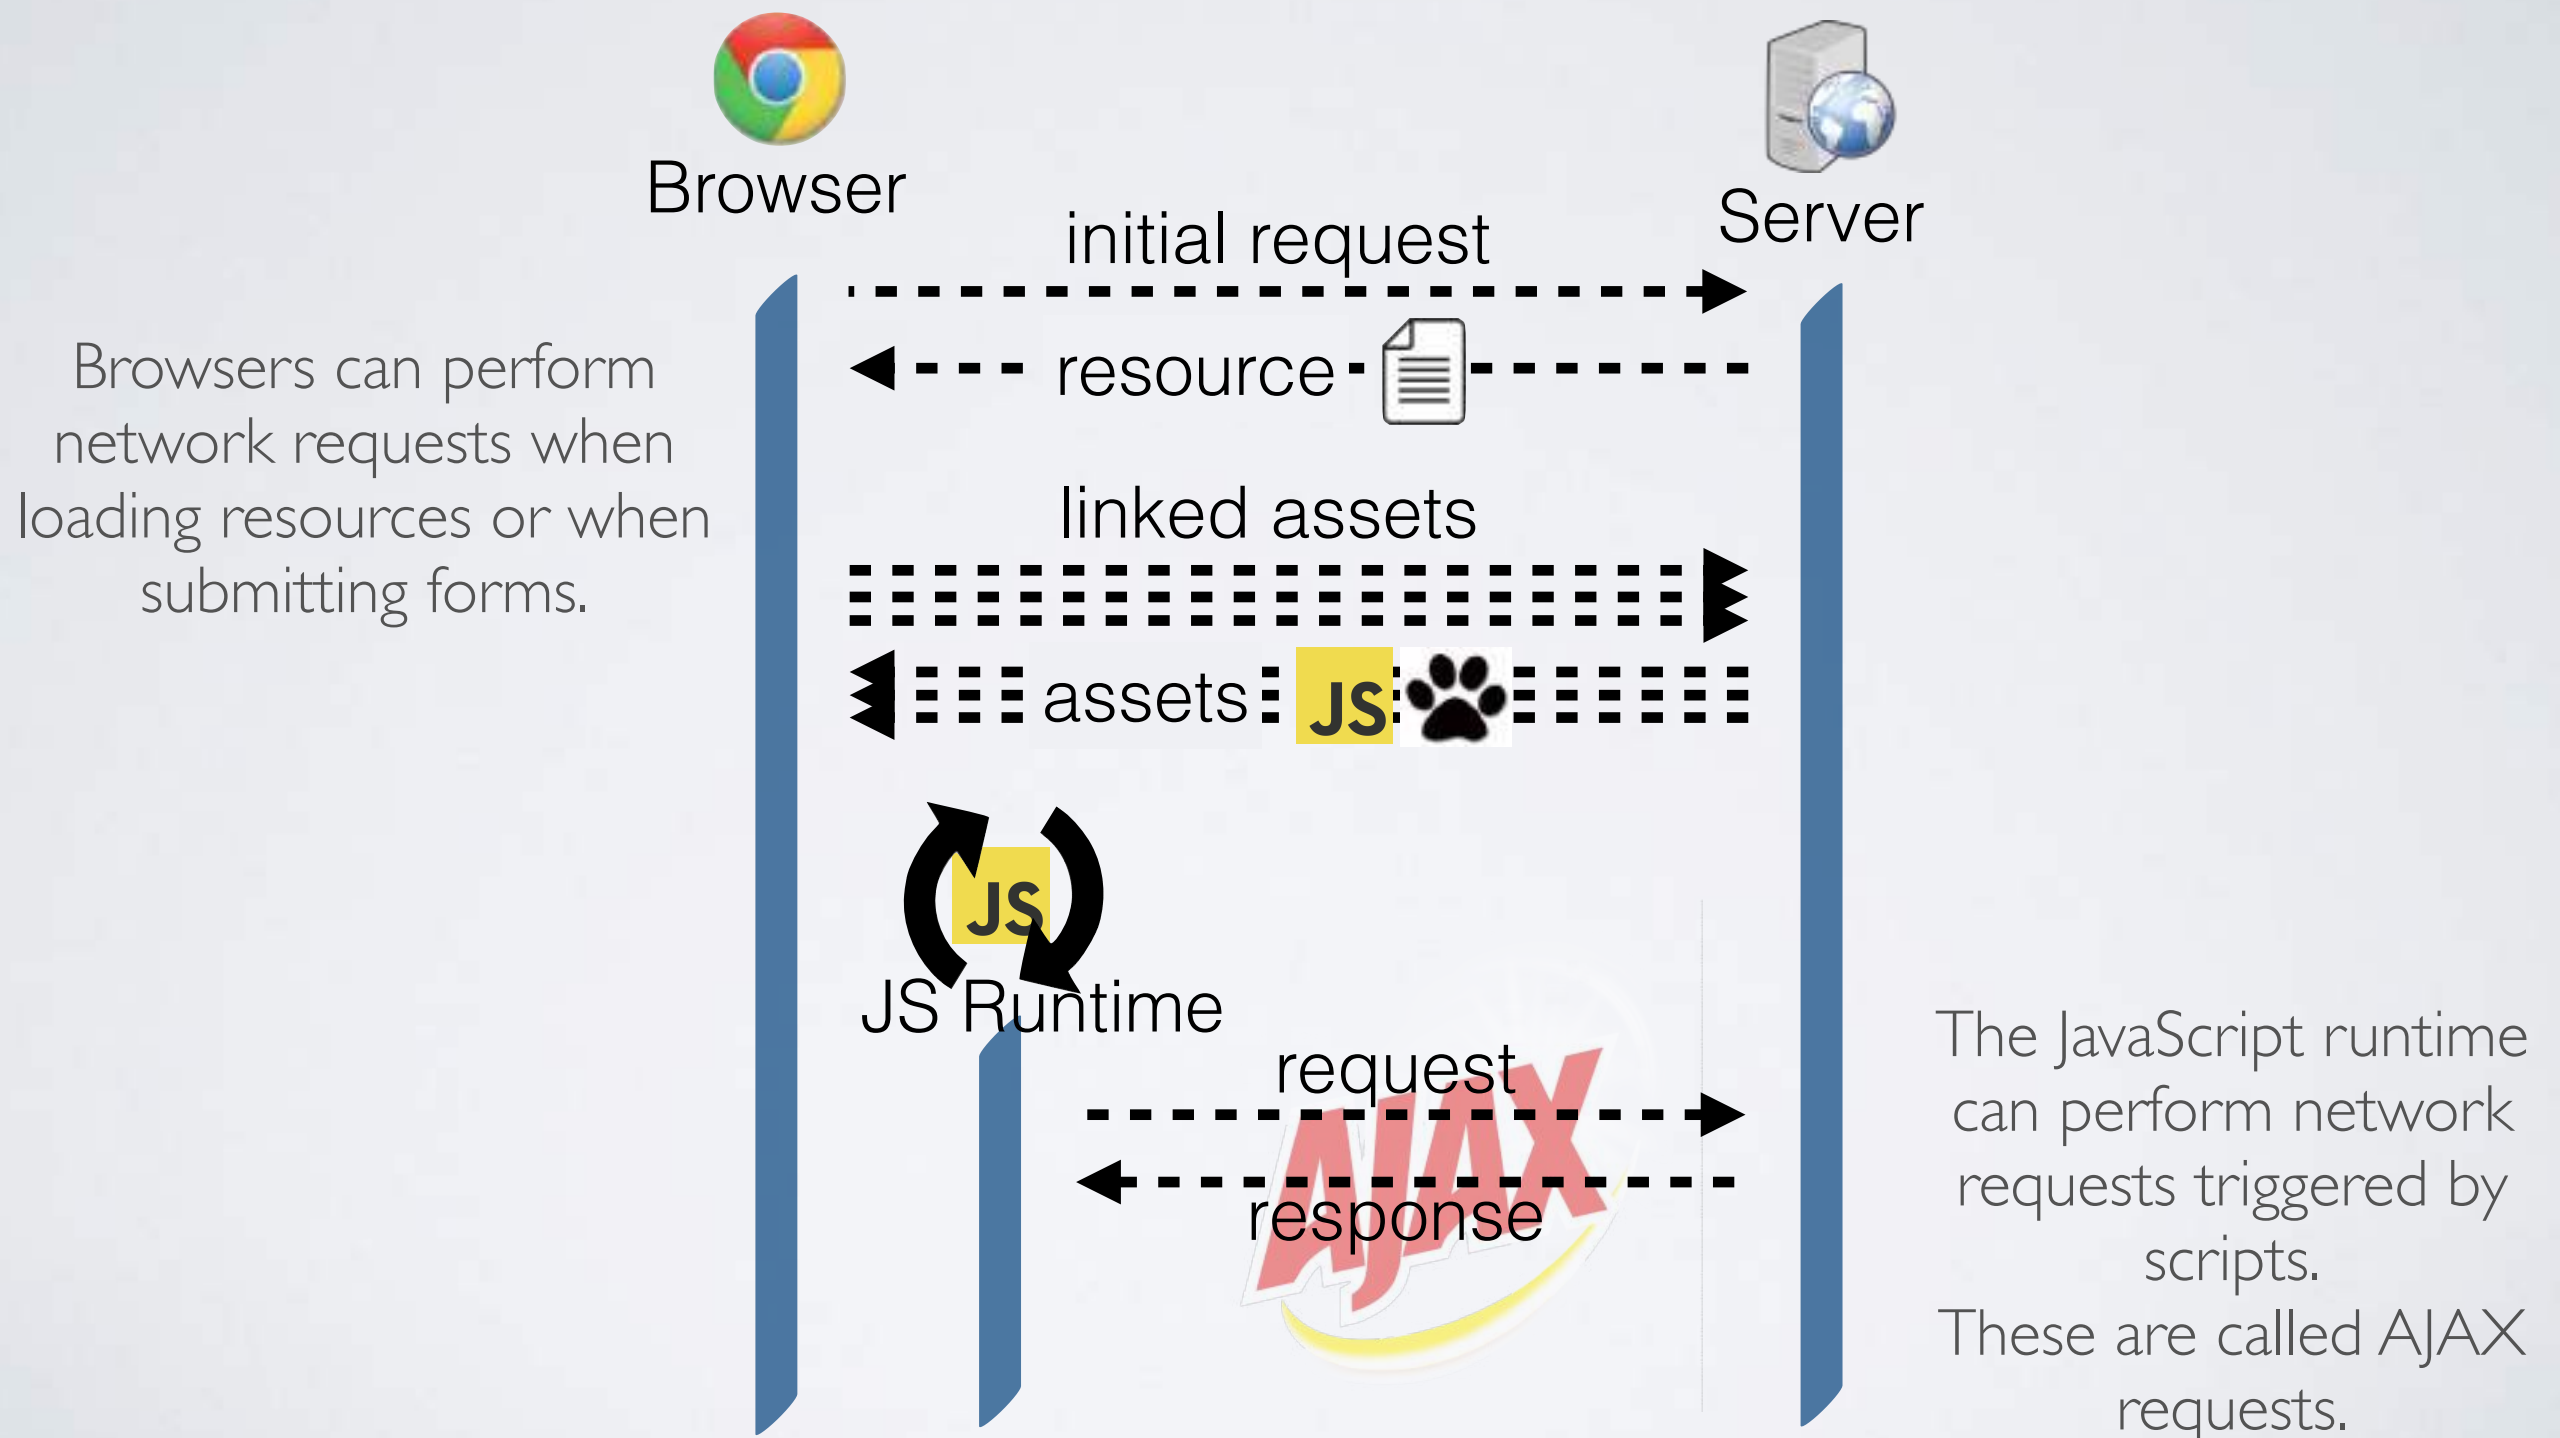 Browser
Server
initial request
resource
Browsers can perform
network requests when
loading resources or when
submitting forms.
linked assets
assets
JS
JS
JS Runtime
request
AJAX
response
The JavaScript runtime
can perform network
requests triggered by
scripts.
These are called AJAX
requests.